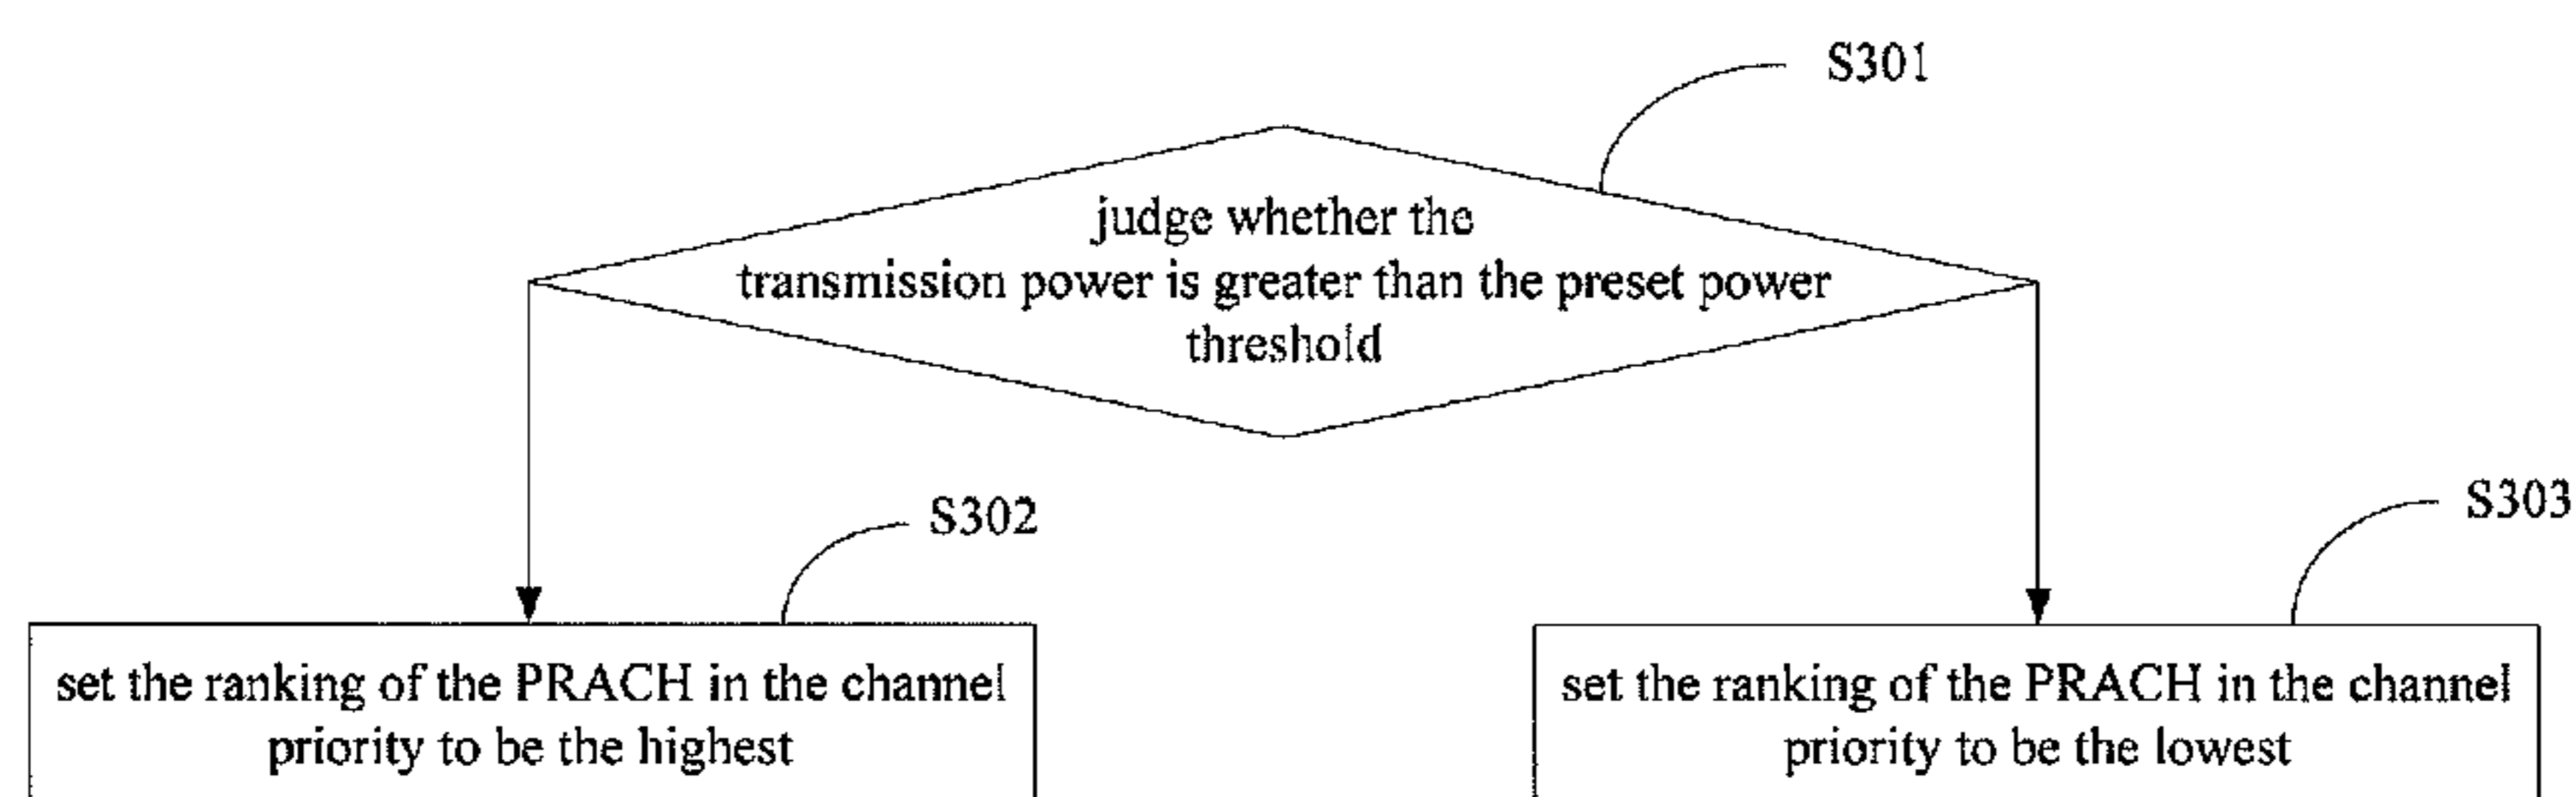 S301
judge whether the
transmission power is greater than the preset power
threshold
S302
S303
set the ranking of the PRACH in the channel
priority to be the highest
set the ranking of the PRACH in the channel
priority to be the lowest